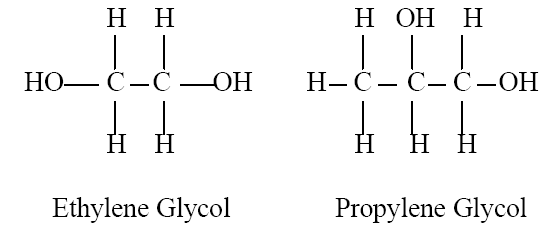 H H H OH H
HO C C OH H C C C OH
H H H H H
Ethylene Glycol Propylene Glycol